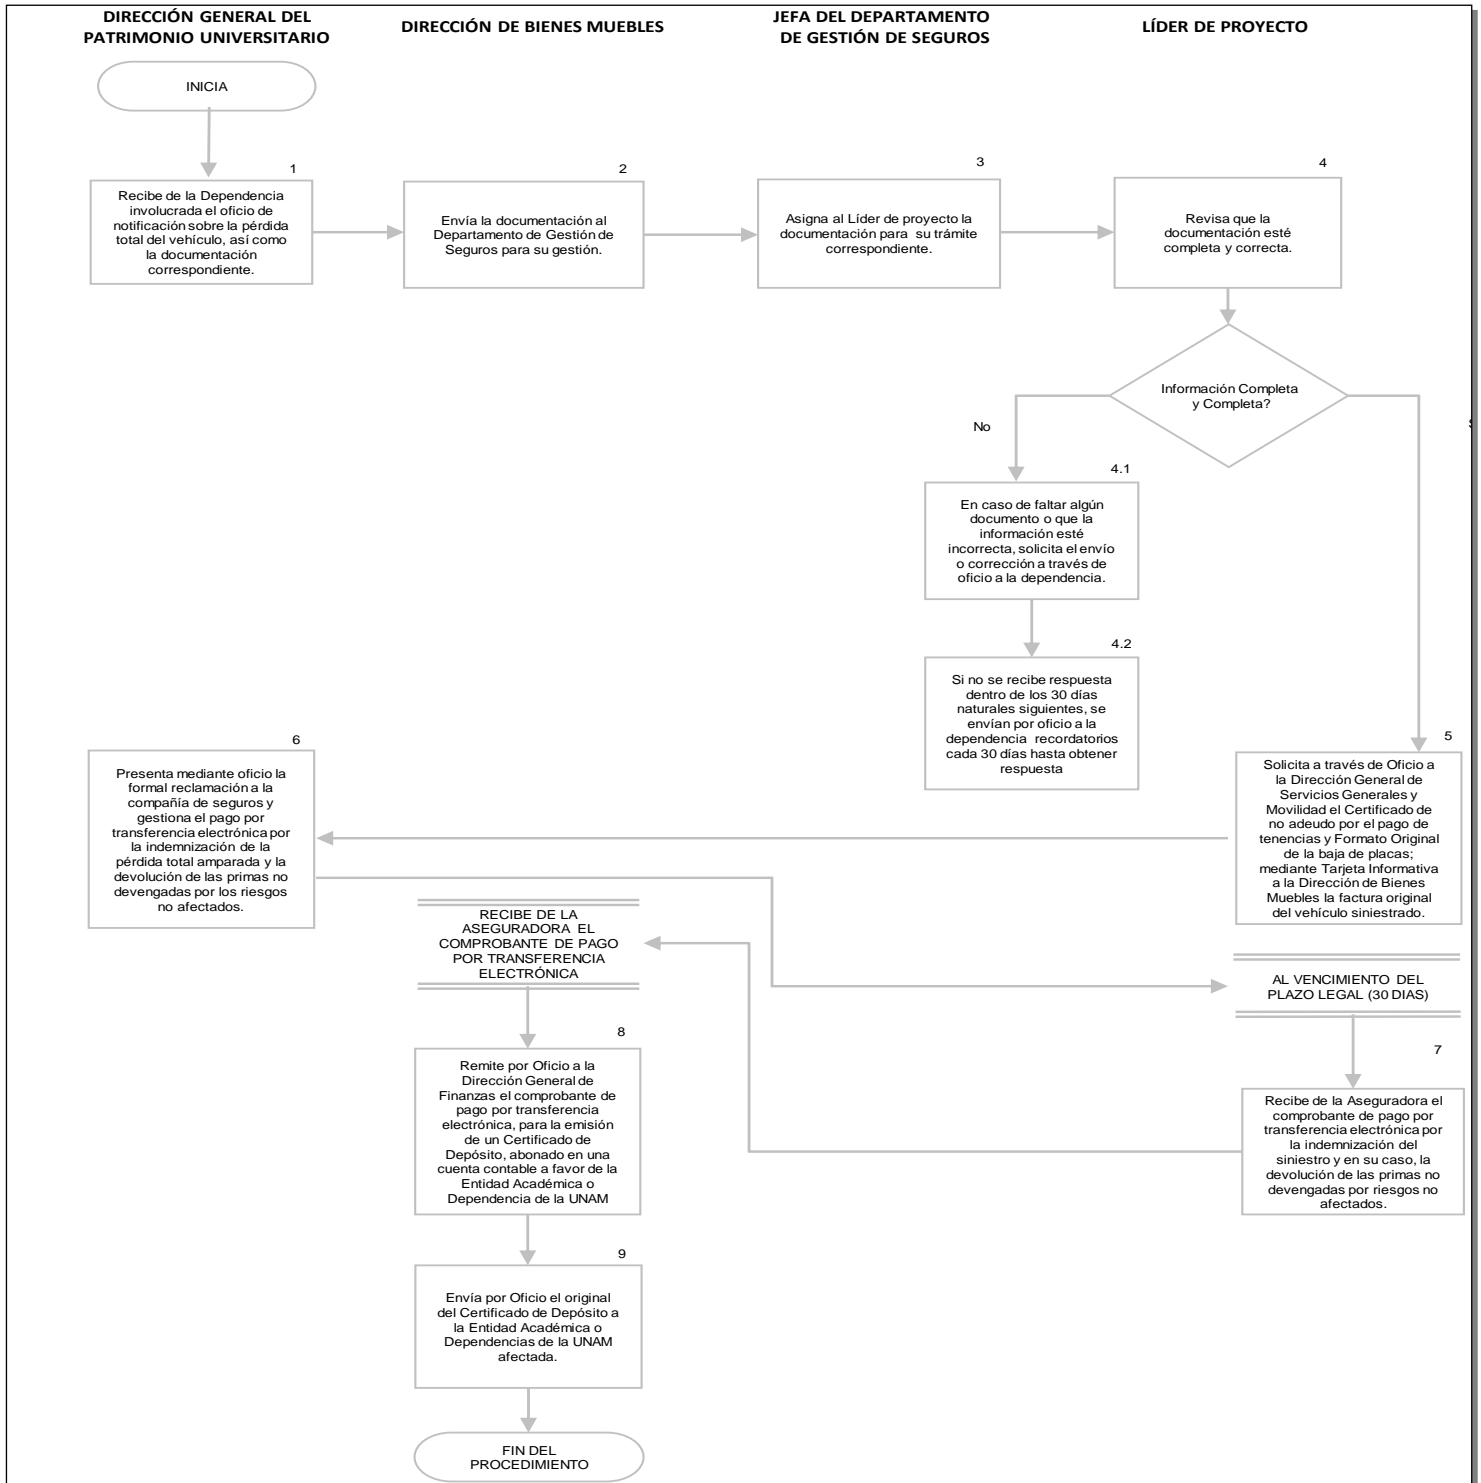 DIRECCIÓN GENERAL DEL
PATRIMONIO UNIVERSITARIO
DIRECCIÓN DE BIENES MUEBLES
JEFA DEL DEPARTAMENTO
DE GESTIÓN DE SEGUROS
LÍDER DE PROYECTO
INICIA
1
Recibe de la Dependencia
involucrada el oficio de
notificación sobre la pérdida
total del vehículo, así como
la documentación
correspondiente.
2
Envía la documentación al
Departamento de Gestión de
Seguros para su gestión.
3
Asigna al Líder de proyecto la
documentación para su trámite
correspondiente.
4
Revisa que la
documentación esté
completa y correcta.
Información Completa
y Completa?
No
4.1
En caso de faltar algún
documento o que la
información esté
incorrecta, solicita el envío
o corrección a través de
oficio a la dependencia.
4.2
Si no se recibe respuesta
dentro de los 30 días
naturales siguientes, se
envían por oficio a la
dependencia recordatorios
cada 30 días hasta obtener
respuesta
5
Solicita a través de Oficio a
la Dirección General de
Servicios Generales y
Movilidad el Certificado de
no adeudo por el pago de
tenencias y Formato Original
de la baja de placas;
mediante Tarjeta Informativa
a la Dirección de Bienes
Muebles la factura original
del vehículo siniestrado.
6
Presenta mediante oficio la
formal reclamación a la
compañía de seguros y
gestiona el pago por
transferencia electrónica por
la indemnización de la
pérdida total amparada y la
devolución de las primas no
devengadas por los riesgos
no afectados.
AL VENCIMIENTO DEL
PLAZO LEGAL (30 DIAS)
7
Recibe de la Aseguradora el
comprobante de pago por
transferencia electrónica por
la indemnización del
siniestro y en su caso, la
devolución de las primas no
devengadas por riesgos no
afectados.
RECIBE DE LA
ASEGURADORA EL
COMPROBANTE DE PAGO
POR TRANSFERENCIA
ELECTRÓNICA
8
Remite por Oficio a la
Dirección General de
Finanzas el comprobante de
pago por transferencia
electrónica, para la emisión
de un Certificado de
Depósito, abonado en una
cuenta contable a favor de la
Entidad Académica o
Dependencia de la UNAM
9
Envía por Oficio el original
del Certificado de Depósito a
la Entidad Académica o
Dependencias de la UNAM
afectada.
FIN DEL
PROCEDIMIENTO